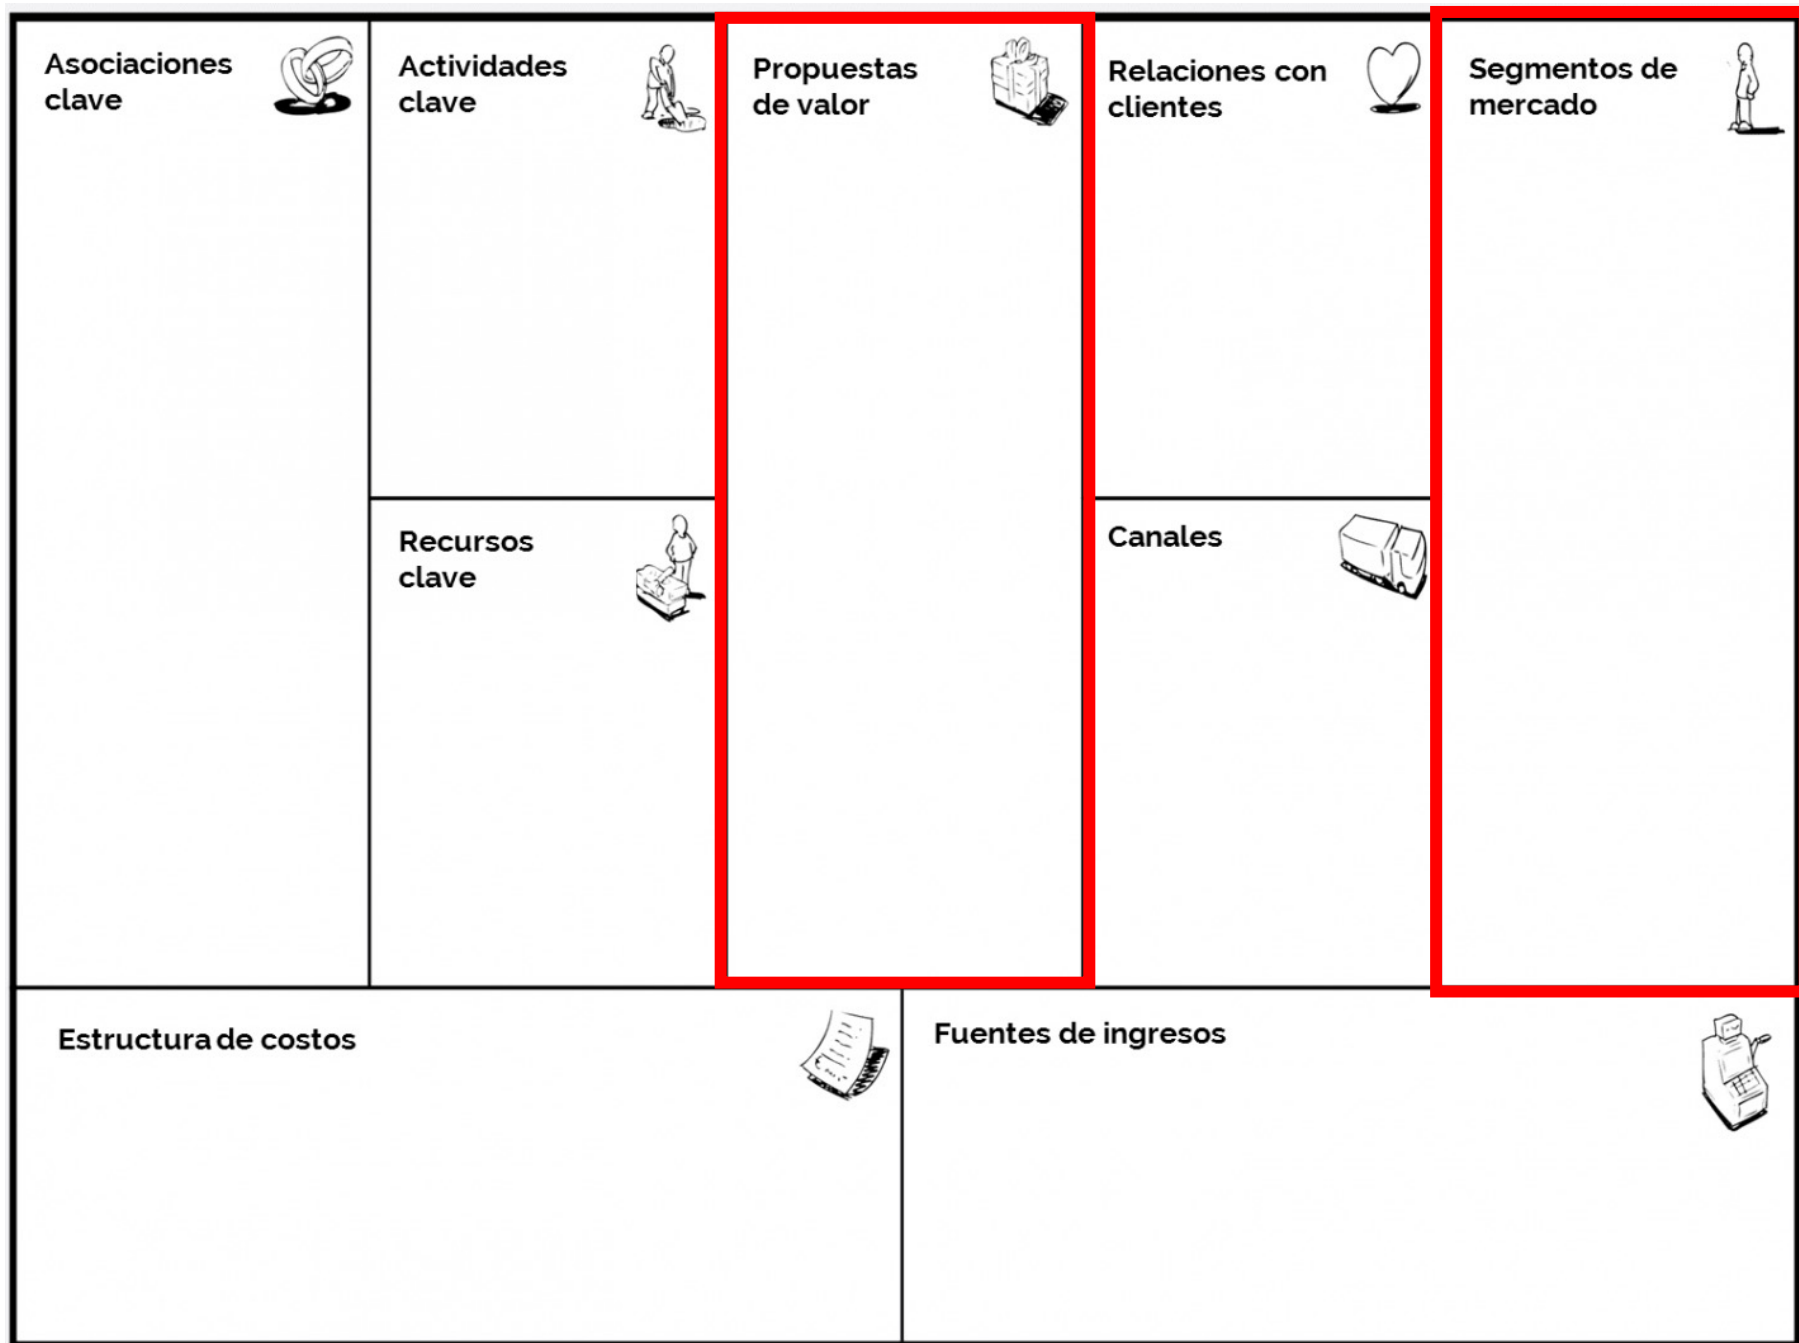 Asociaciones
clave
Actividades
clave
Propuestas
de valor
Relaciones con
clientes
Segmentos de
mercado
Recursos
clave
Canales
Estructura de costos
Fuentes de ingresos